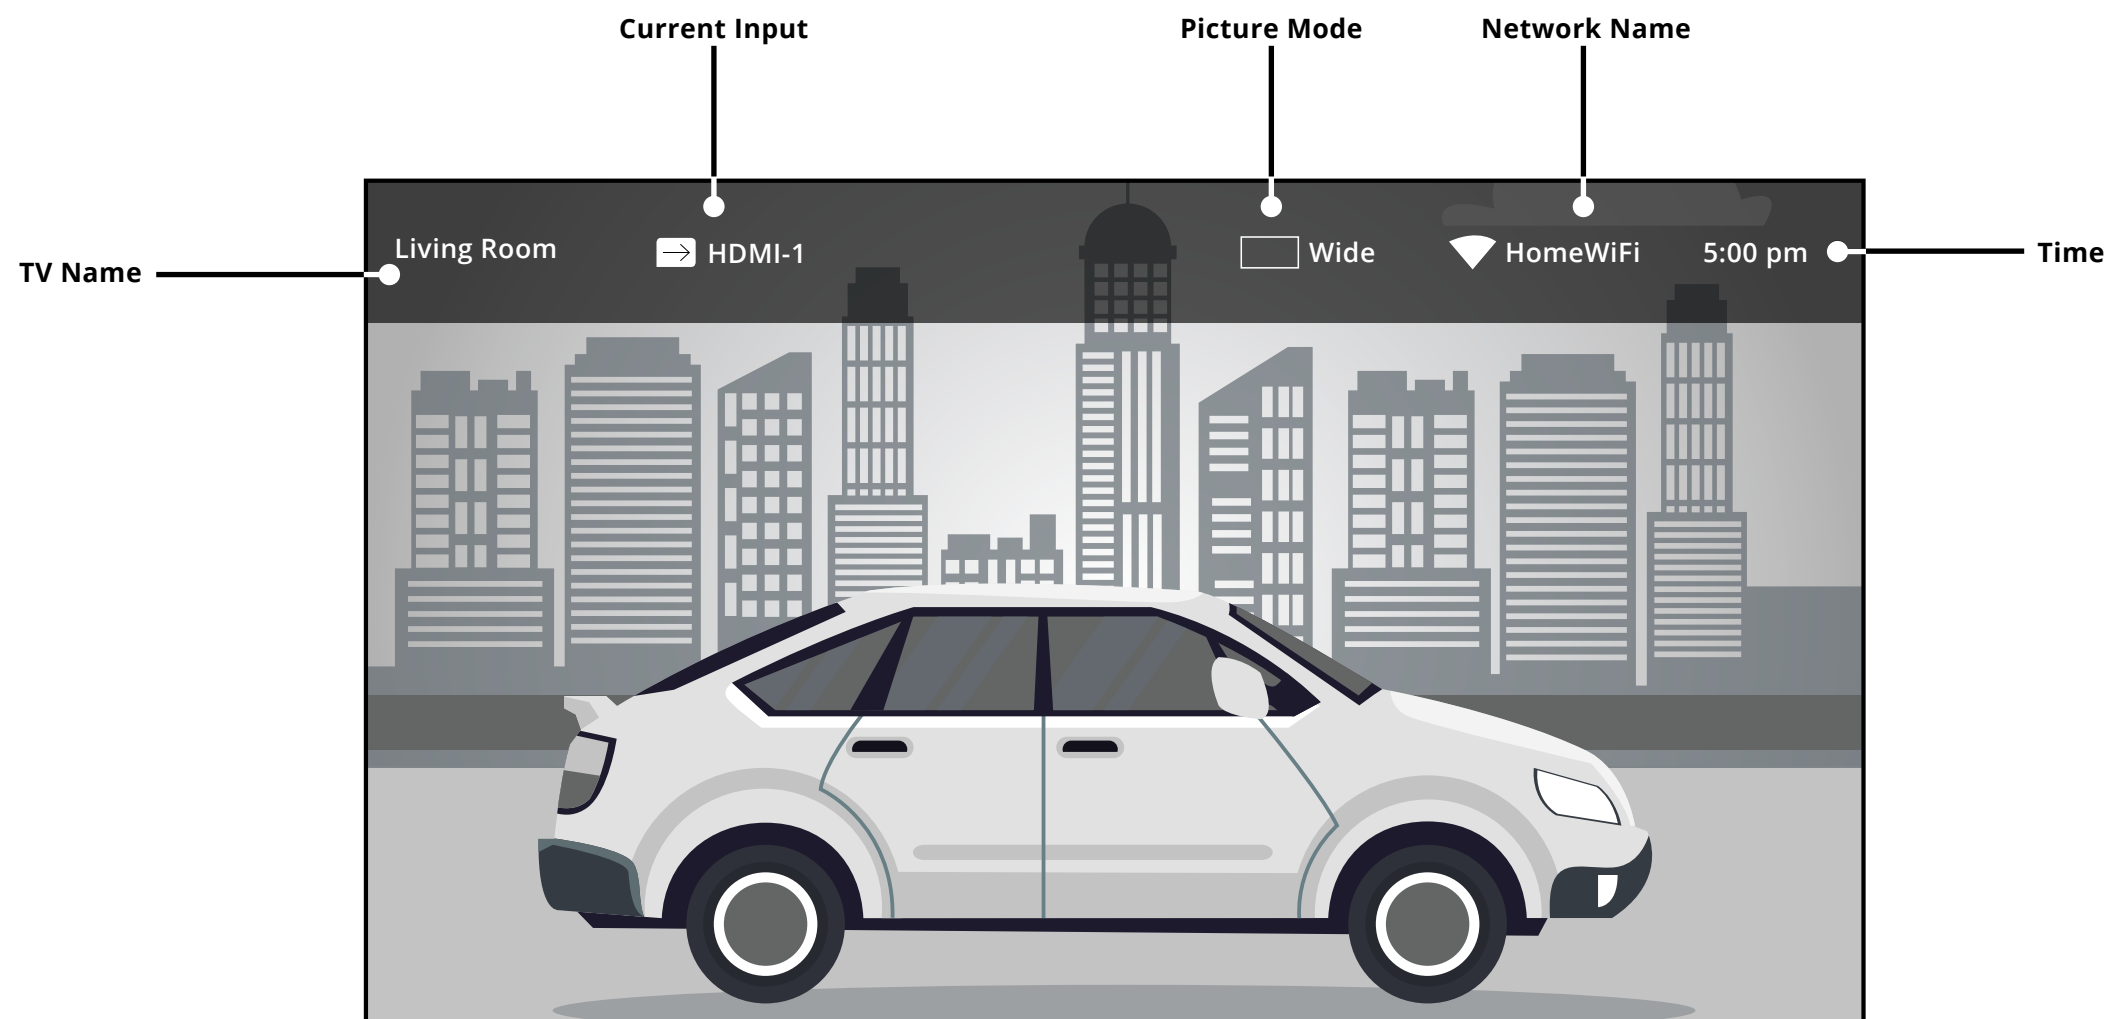 Current Input
Picture Mode
Network Name
TV Name
Living Room
HDMI-1
Wide
HomeWiFi
5:00 pm
Time